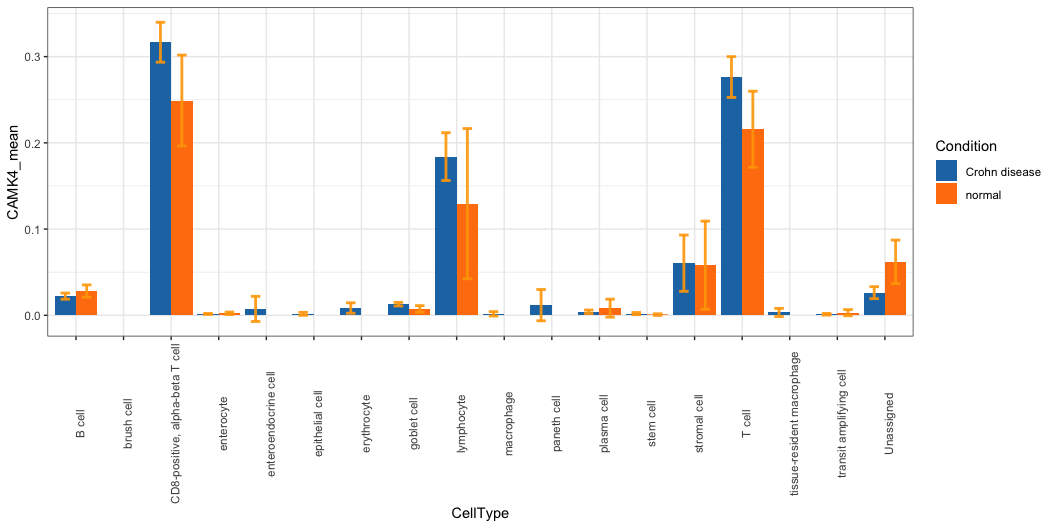 CAMK4_mean
0.3
0.2
0.1
0.0
B cell
brush cell
CD8-positive, alpha-beta T cell
enterocyte
enteroendocrine cell
epithelial cell
erythrocyte
goblet cell
lymphocyte
macrophage
paneth cell
plasma cell
stem cell
stromal cell
T cell
tissue-resident macrophage
transit amplifying cell
Unassigned
CellType
Condition
Crohn disease
normal